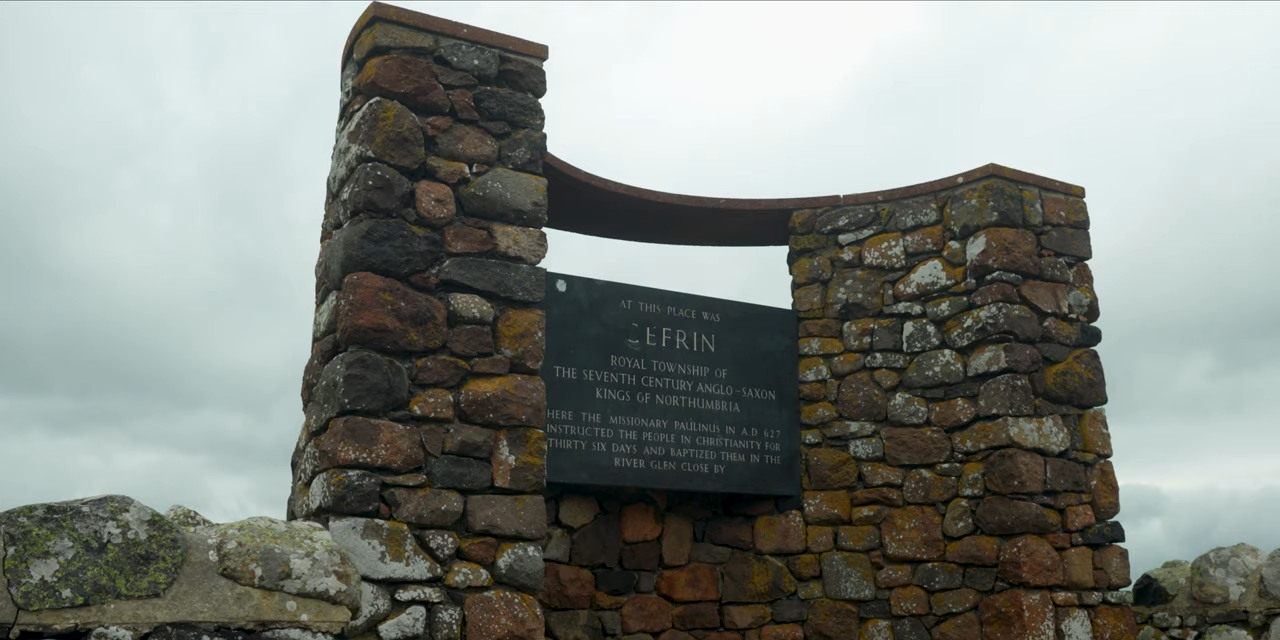 AT THIS PLACE WAS
GEFRIN
ROYAL TOWNSHIP OF
THE SEVENTH CENTURY ANGLO-SAXON
KINGS OF NORTHUMBRIA
HERE THE MISSIONARY PAULINUS IN A.D 627
INSTRUCTED THE PEOPLE IN CHRISTIANITY FOR
THIRTY SIX DAYS AND BAPTIZED THEM IN THE
RIVER GLEN CLOSE BY